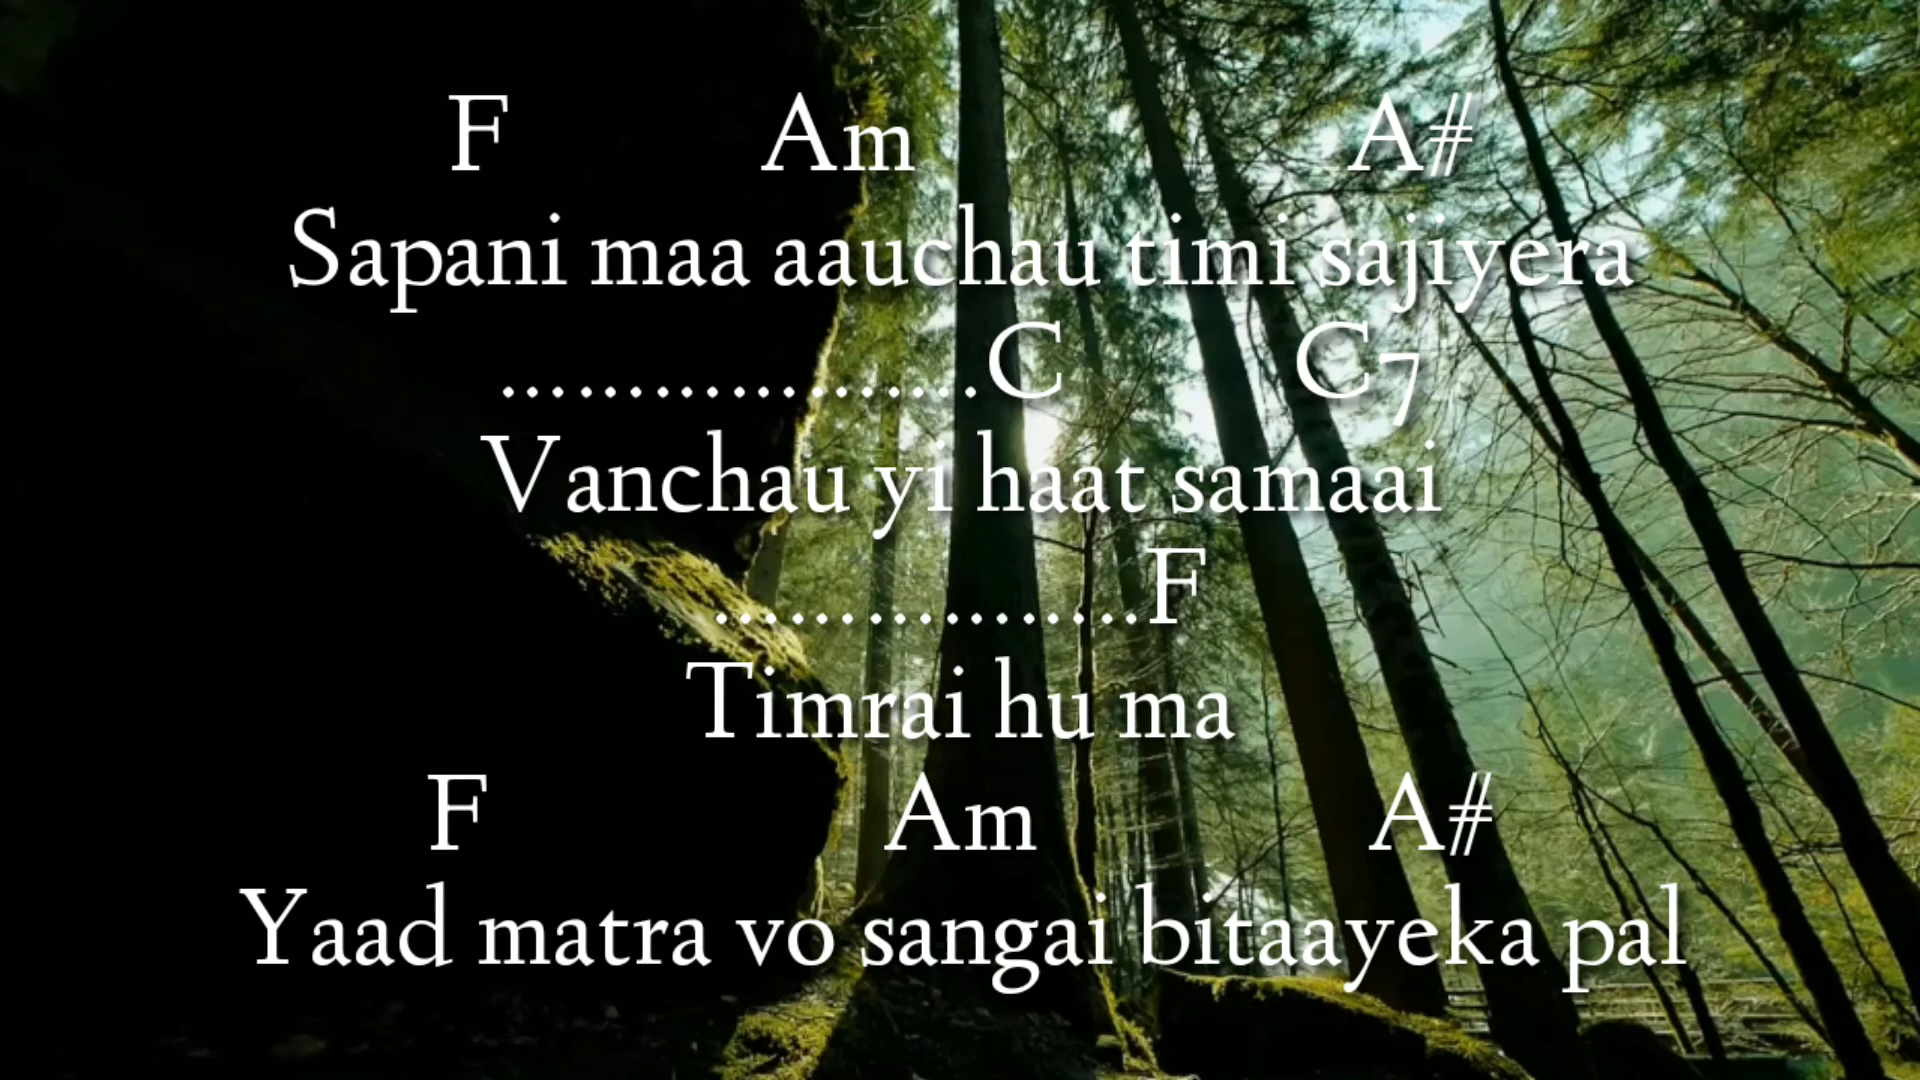 F Am A#
Sapani maa aauchau timi sajiyera
...................C C7
Vanchau yi haat samaai
.................F
Timrai hu ma
F Am A#
Yaad matra vo sangai bitaayeka pal